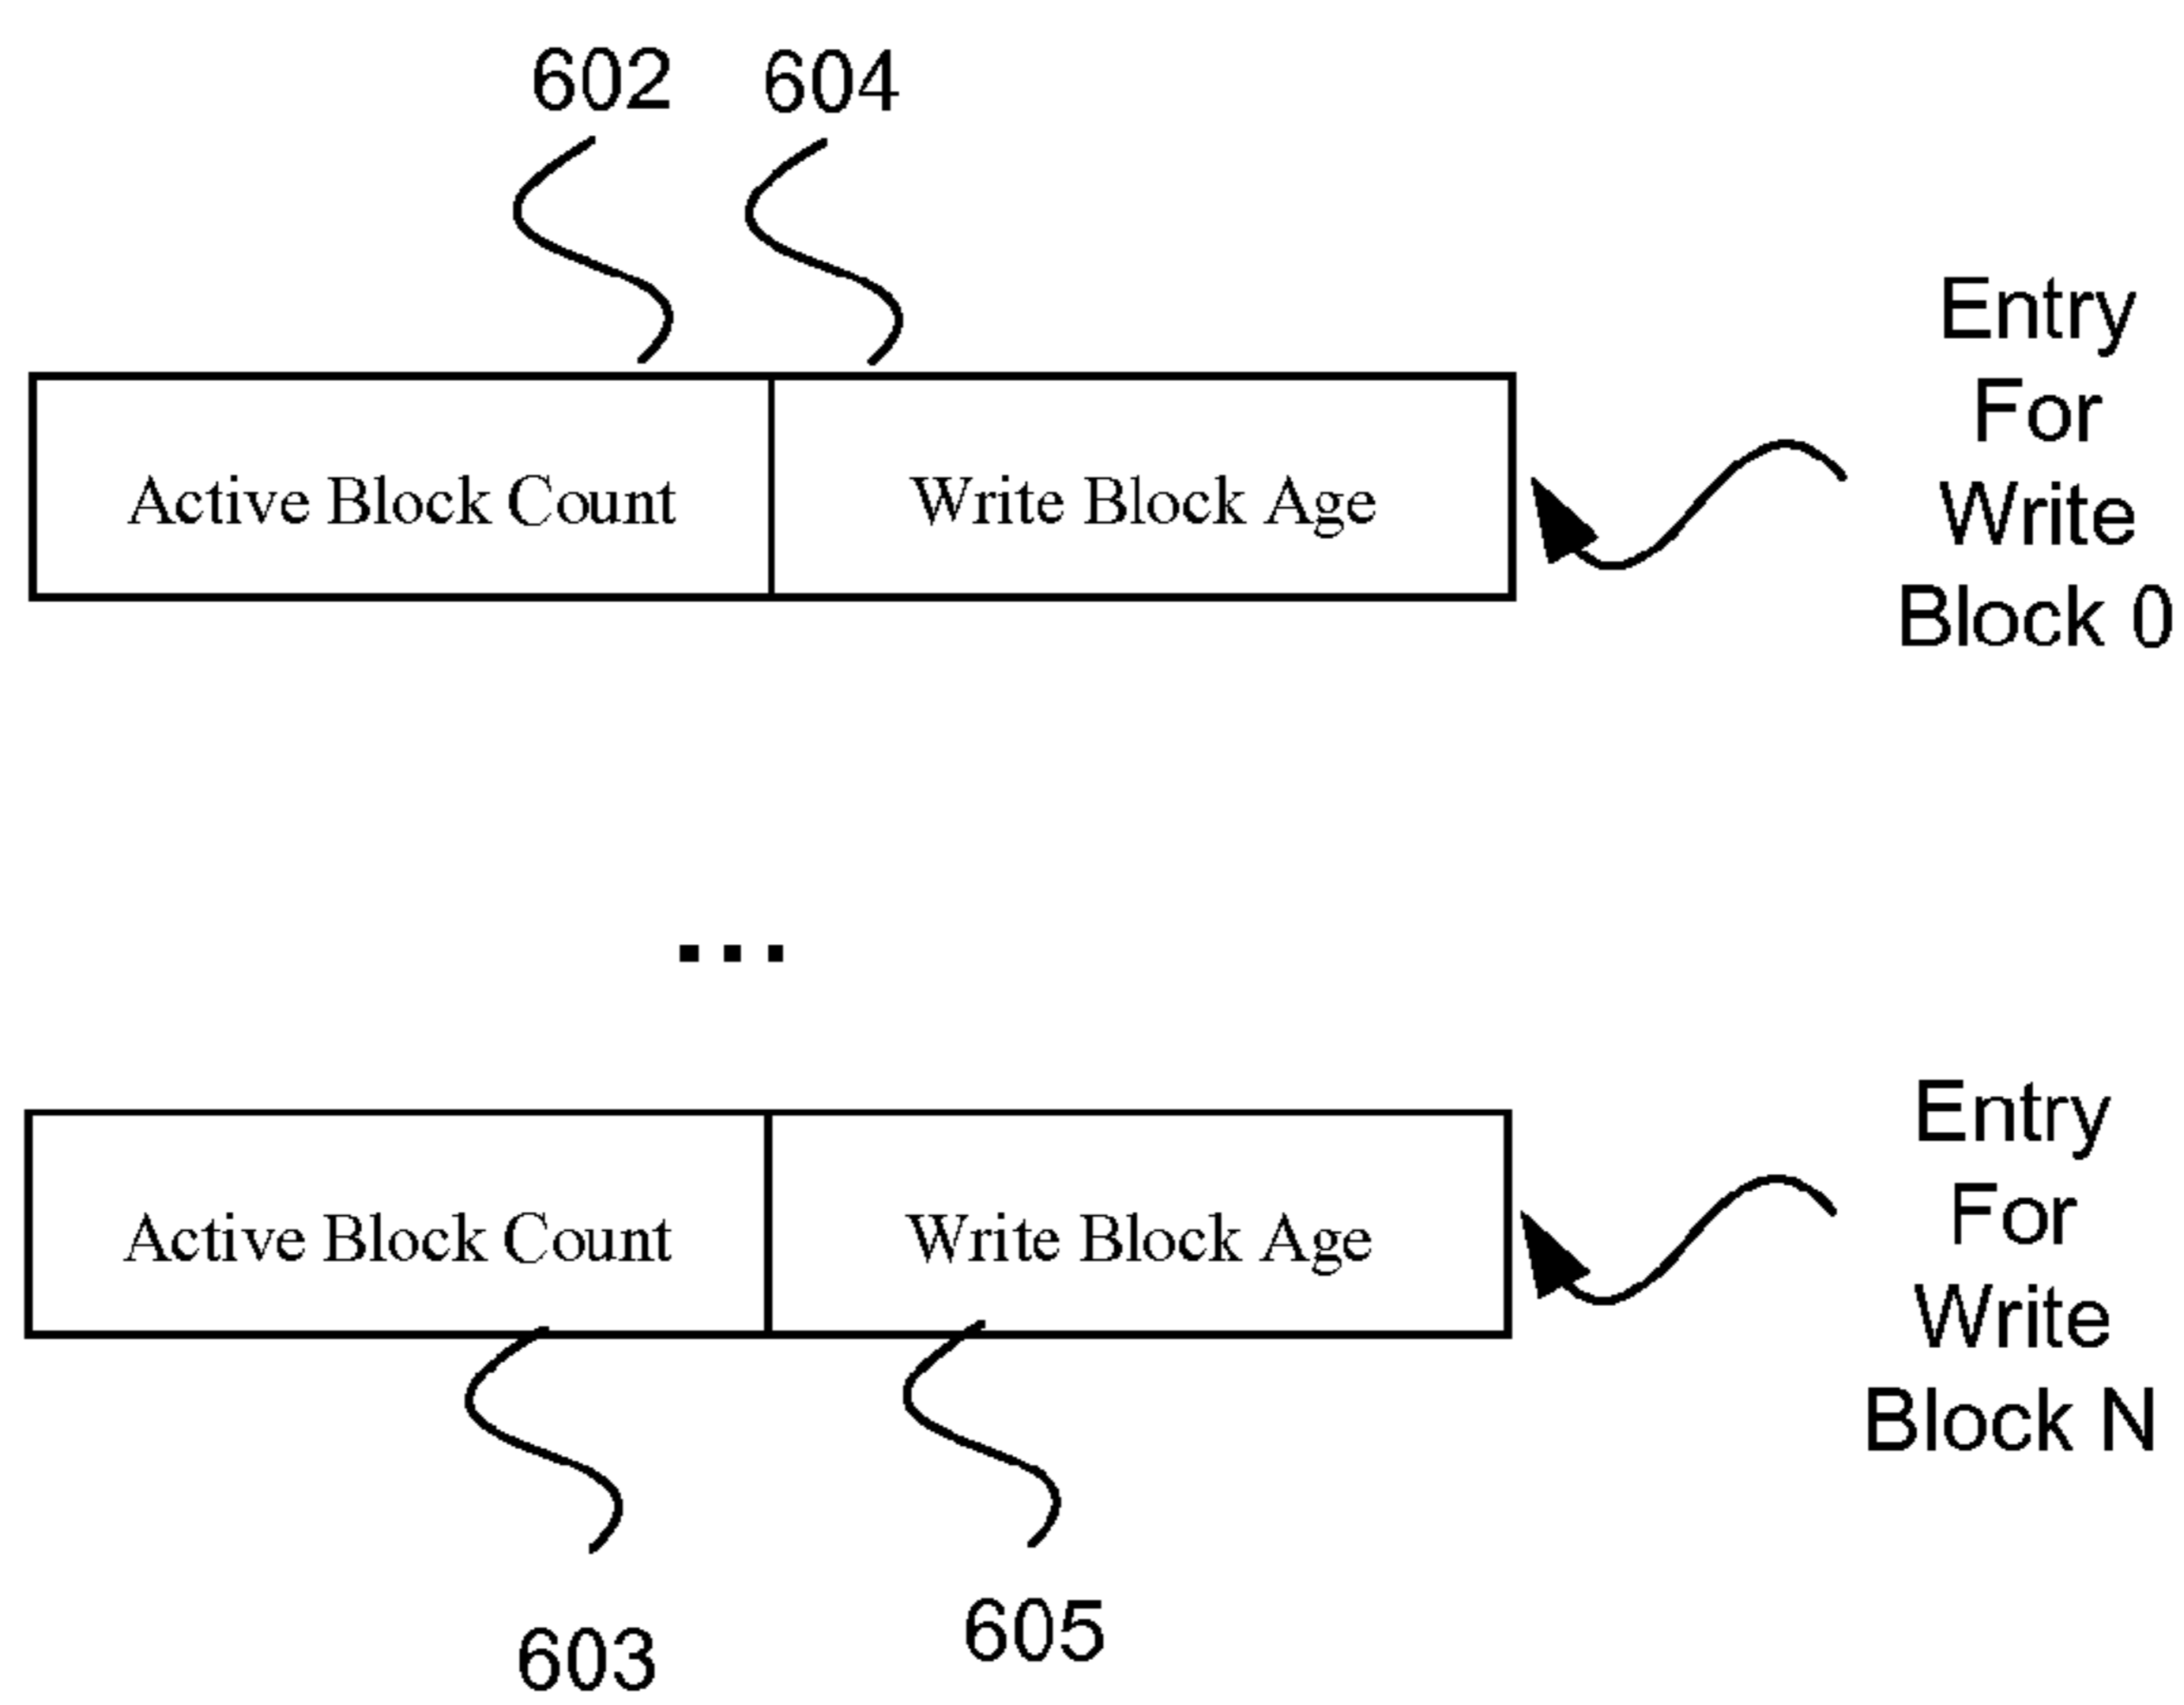 602 604
Entry
For
Write
Block 0
Active Block Count Write Block Age
...
Entry
For
Write
Block N
Active Block Count Write Block Age
603 605